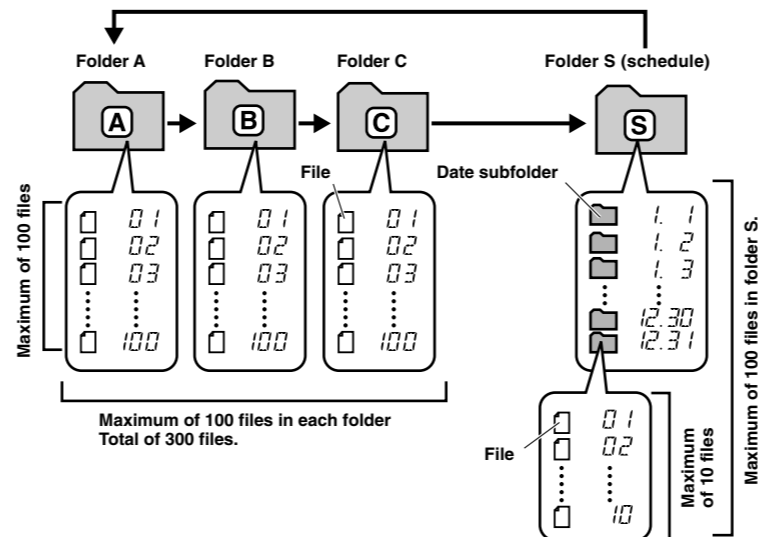 Folder A
Folder B
Folder C
Folder S (schedule)
A
B
C
S
File
Date subfolder
Maximum of 100 files
01
02
03
100
01
02
03
100
01
02
03
100
1. 1
1. 2
1. 3
12.30
12.31
Maximum of 100 files in folder S.
Maximum of 100 files in each folder
Total of 300 files.
File
01
02
10
Maximum
of 10 files